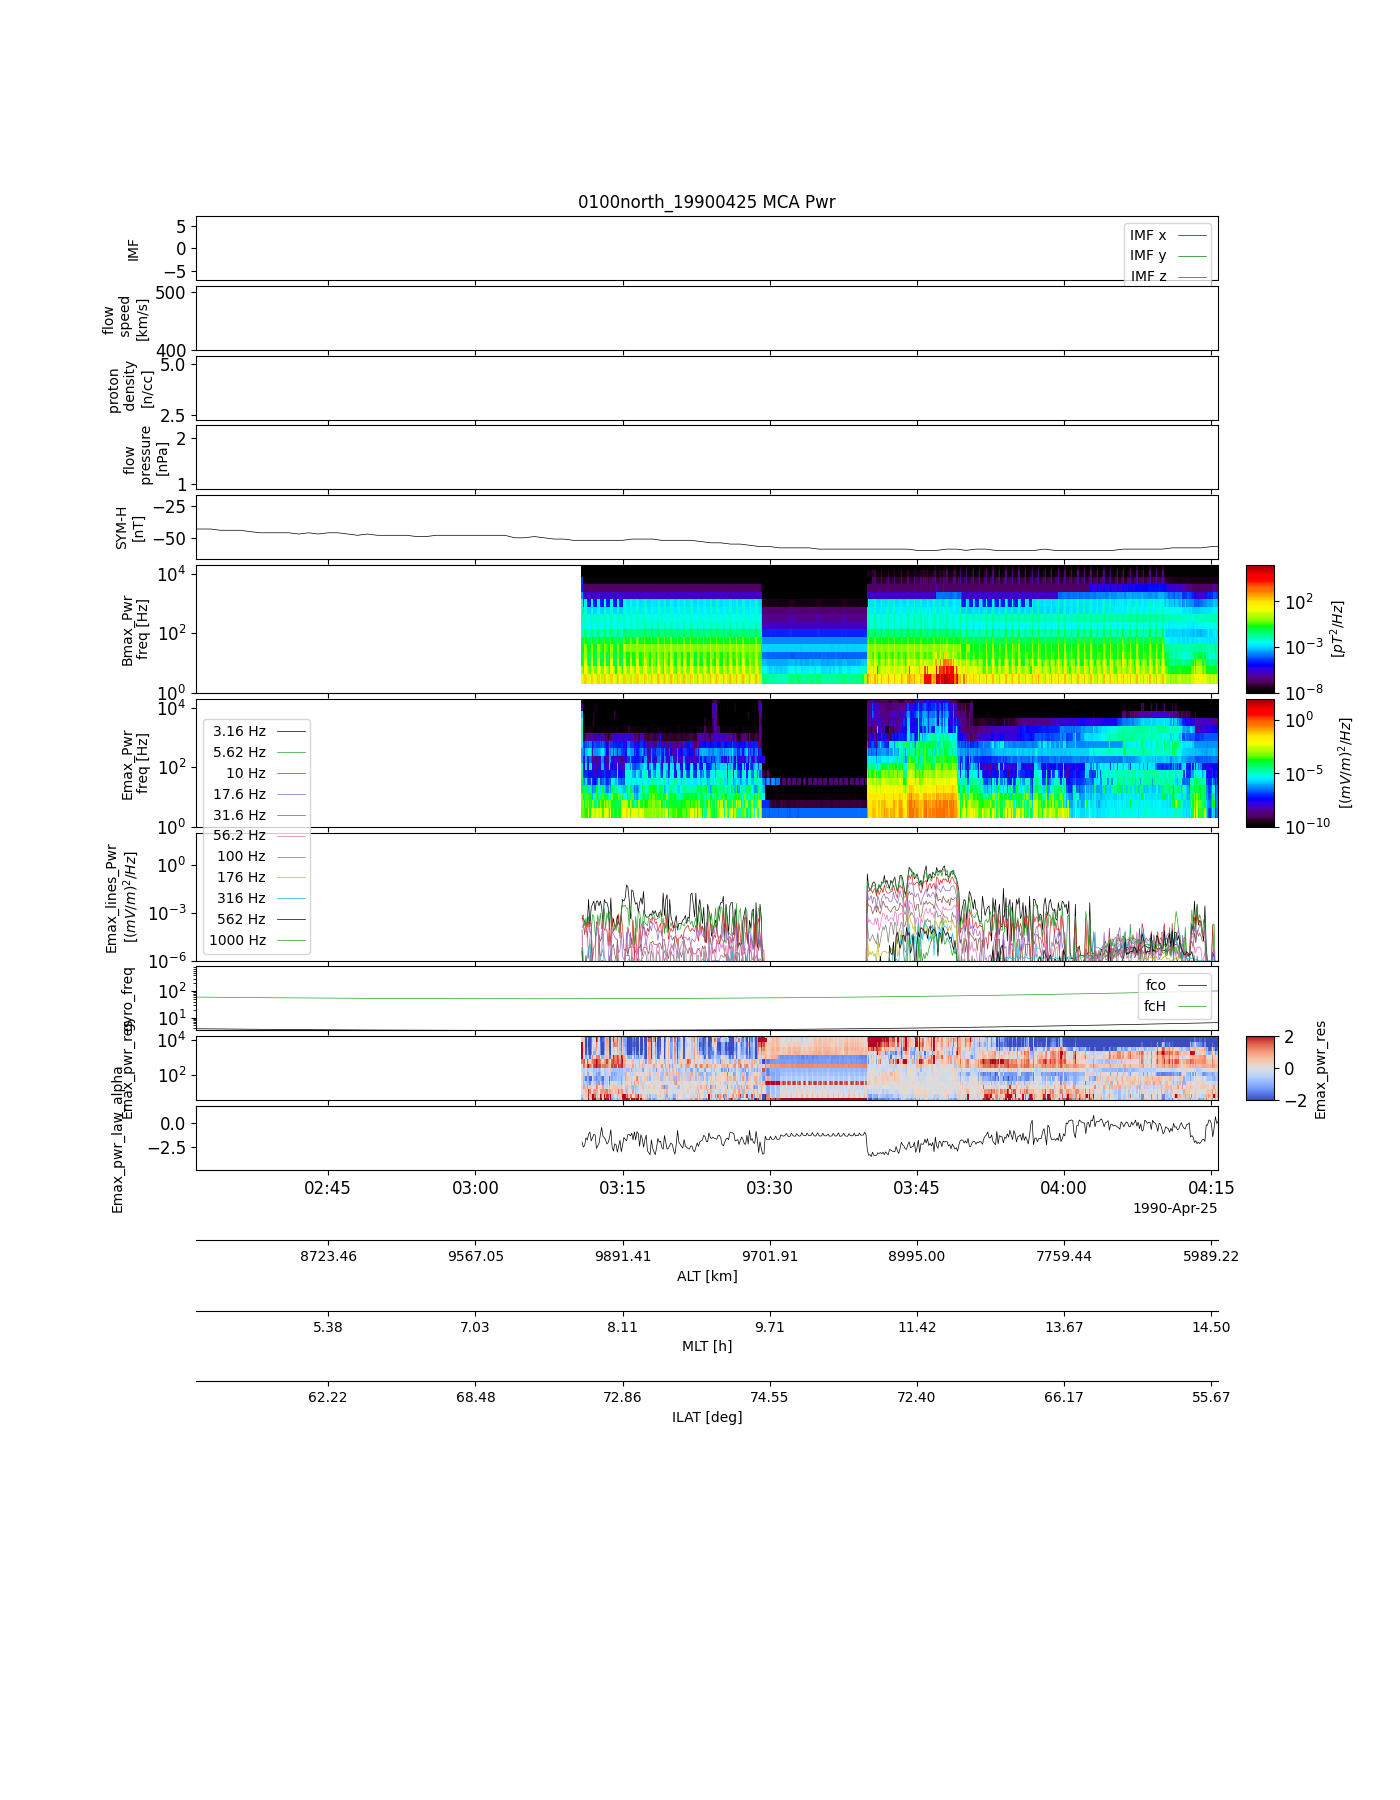 0100north_19900425 MCA Pwr
IMF
5
0
−5
IMF x
IMF y
IMF z
flow
speed
[km/s]
500
400
proton
density
[n/cc]
5.0
2.5
flow
pressure
[nPa]
2
1
SYM-H
[nT]
−25
−50
Bmax_Pwr
freq [Hz]
10^4
10^2
10^0
10^2
10^−3
10^−8
[pT^2/Hz]
Emax_Pwr
freq [Hz]
10^4
10^2
10^0
10^0
10^−5
10^−10
[(mV/m)^2/Hz]
3.16 Hz
5.62 Hz
10 Hz
17.6 Hz
31.6 Hz
56.2 Hz
100 Hz
176 Hz
316 Hz
562 Hz
1000 Hz
Emax_lines_Pwr
[(mV/m)^2/Hz]
10^0
10^−3
10^−6
gyro_freq
10^2
10^1
fco
fcH
Emax_pwr_res
10^4
10^2
2
0
−2
Emax_pwr_res
Emax_pwr_law_alpha
0.0
−2.5
02:45 03:00 03:15 03:30 03:45 04:00 04:15
1990-Apr-25
8723.46 9567.05 9891.41 9701.91 8995.00 7759.44 5989.22
ALT [km]
5.38 7.03 8.11 9.71 11.42 13.67 14.50
MLT [h]
62.22 68.48 72.86 74.55 72.40 66.17 55.67
ILAT [deg]